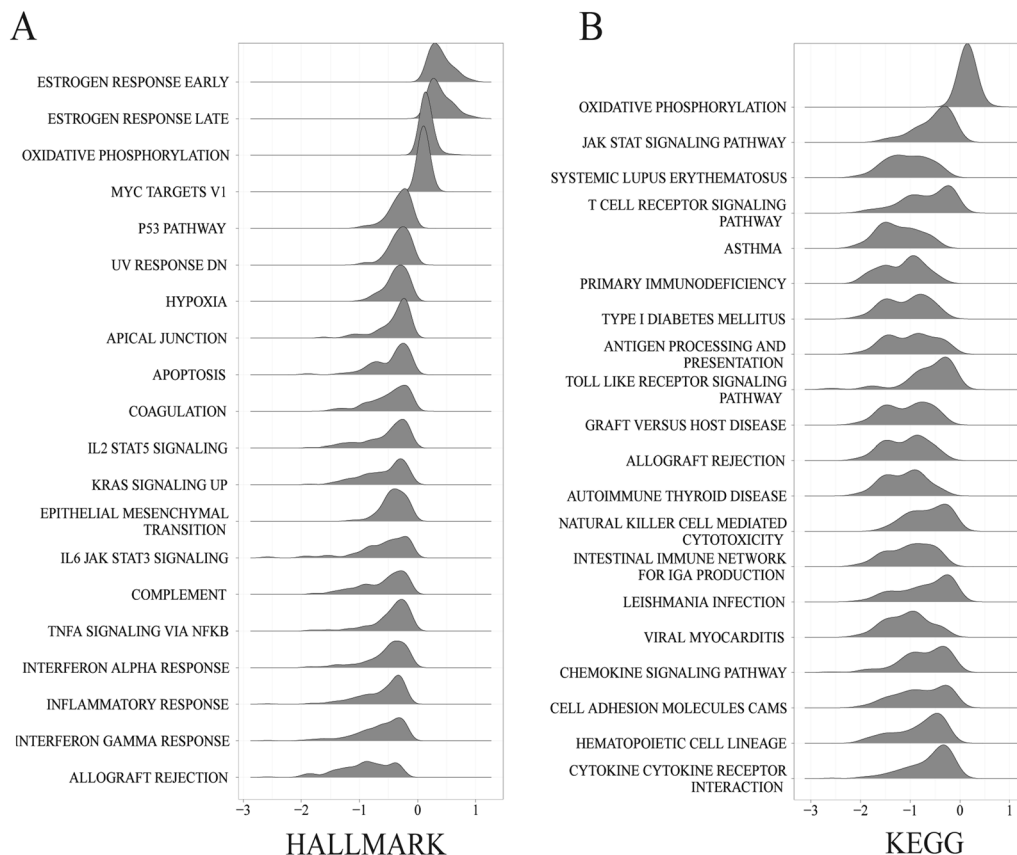 A
ESTROGEN RESPONSE EARLY
ESTROGEN RESPONSE LATE
OXIDATIVE PHOSPHORYLATION
MYC TARGETS V1
P53 PATHWAY
UV RESPONSE DN
HYPOXIA
APICAL JUNCTION
APOPTOSIS
COAGULATION
IL2 STAT5 SIGNALING
KRAS SIGNALING UP
EPITHELIAL MESENCHYMAL
TRANSITION
IL6 JAK STAT3 SIGNALING
COMPLEMENT
TNFA SIGNALING VIA NFKB
INTERFERON ALPHA RESPONSE
INFLAMMATORY RESPONSE
INTERFERON GAMMA RESPONSE
ALLOGRAFT REJECTION
−3 −2 −1 0 1
HALLMARK
B
OXIDATIVE PHOSPHORYLATION
JAK STAT SIGNALING PATHWAY
SYSTEMIC LUPUS ERYTHEMATOSUS
T CELL RECEPTOR SIGNALING
PATHWAY
ASTHMA
PRIMARY IMMUNODEFICIENCY
TYPE I DIABETES MELLITUS
ANTIGEN PROCESSING AND
PRESENTATION
TOLL LIKE RECEPTOR SIGNALING
PATHWAY
GRAFT VERSUS HOST DISEASE
ALLOGRAFT REJECTION
AUTOIMMUNE THYROID DISEASE
NATURAL KILLER CELL MEDIATED
CYTOTOXICITY
INTESTINAL IMMUNE NETWORK
FOR IGA PRODUCTION
LEISHMANIA INFECTION
VIRAL MYOCARDITIS
CHEMOKINE SIGNALING PATHWAY
CELL ADHESION MOLECULES CAMS
HEMATOPOIETIC CELL LINEAGE
CYTOKINE CYTOKINE RECEPTOR
INTERACTION
−3 −2 −1 0 1
KEGG